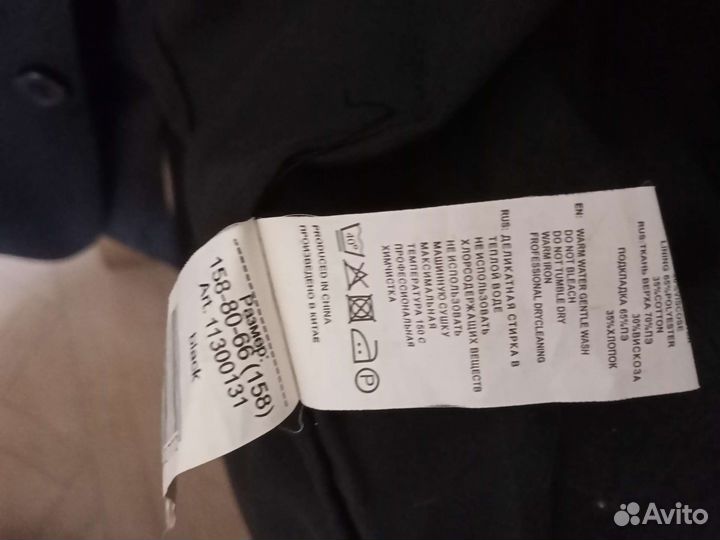 Размер:
158-80-66 (158)
Art. 11300131
black
PRODUCED IN CHINA
ПРОИЗВЕДЕНО В КИТАЕ
40°
P
RUS: ДЕЛИКАТНАЯ СТИРКА В
ТЕПЛОЙ ВОДЕ
НЕ ИСПОЛЬЗОВАТЬ
ХЛОРСОДЕРЖАЩИХ ВЕЩЕСТВ
НЕ ИСПОЛЬЗОВАТЬ
МАШИННУЮ СУШКУ
МАКСИМАЛЬНАЯ
ТЕМПЕРАТУРА 150 С
ПРОФЕССИОНАЛЬНАЯ
ХИМЧИСТКА
EN: WARM WATER GENTLE WASH
DO NOT BLEACH
DO NOT TUMBLE DRY
WARM IRON
PROFESSIONAL DRYCLEANING
LINING 65%POLYESTER
35%COTTON
RUS:ТКАНЬ ВЕРХА 70%ПЭ
30%ВИСКОЗА
ПОДКЛАДКА 65%ПЭ
35%ХЛОПОК
Avito